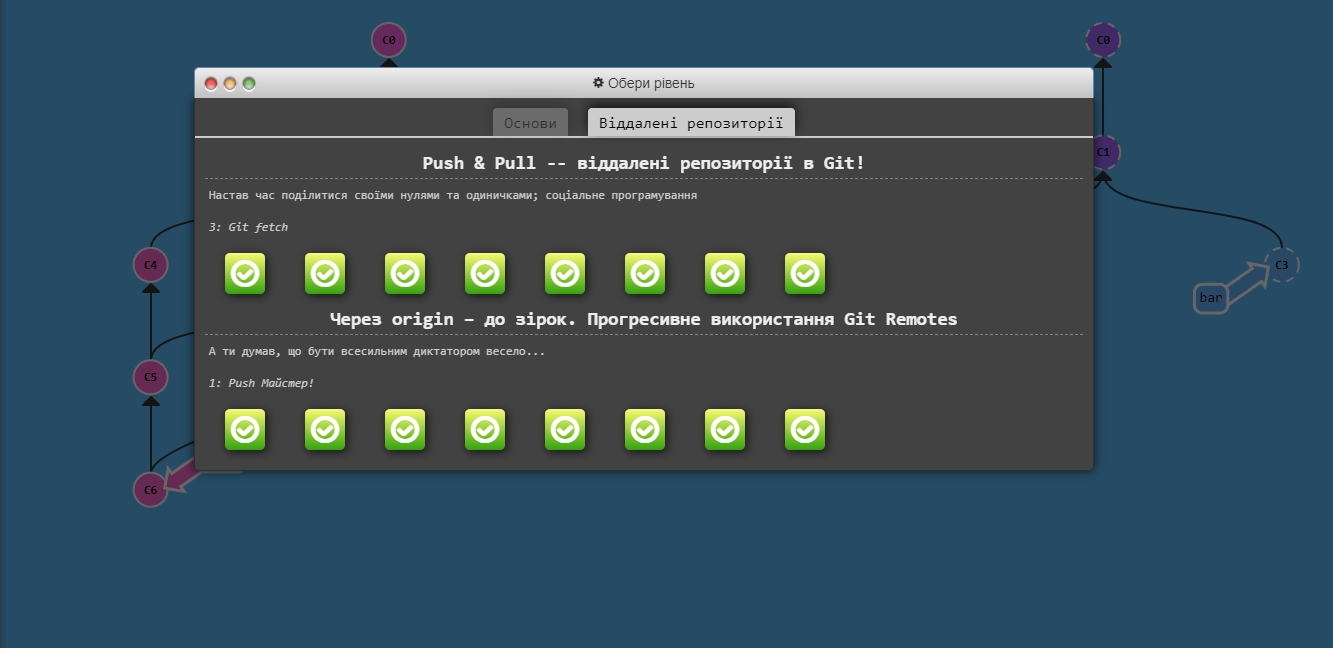 C0
C0
Обери рівень
Основи
Віддалені репозиторії
C1
Push & Pull -- віддалені репозиторії в Git!
Настав час поділитися своїми нулями та одиничками; соціальне програмування
3: Git fetch
C4
C3
bar
Через origin – до зірок. Прогресивне використання Git Remotes
А ти думав, що бути всесильним диктатором весело...
C5
1: Push Майстер!
C6